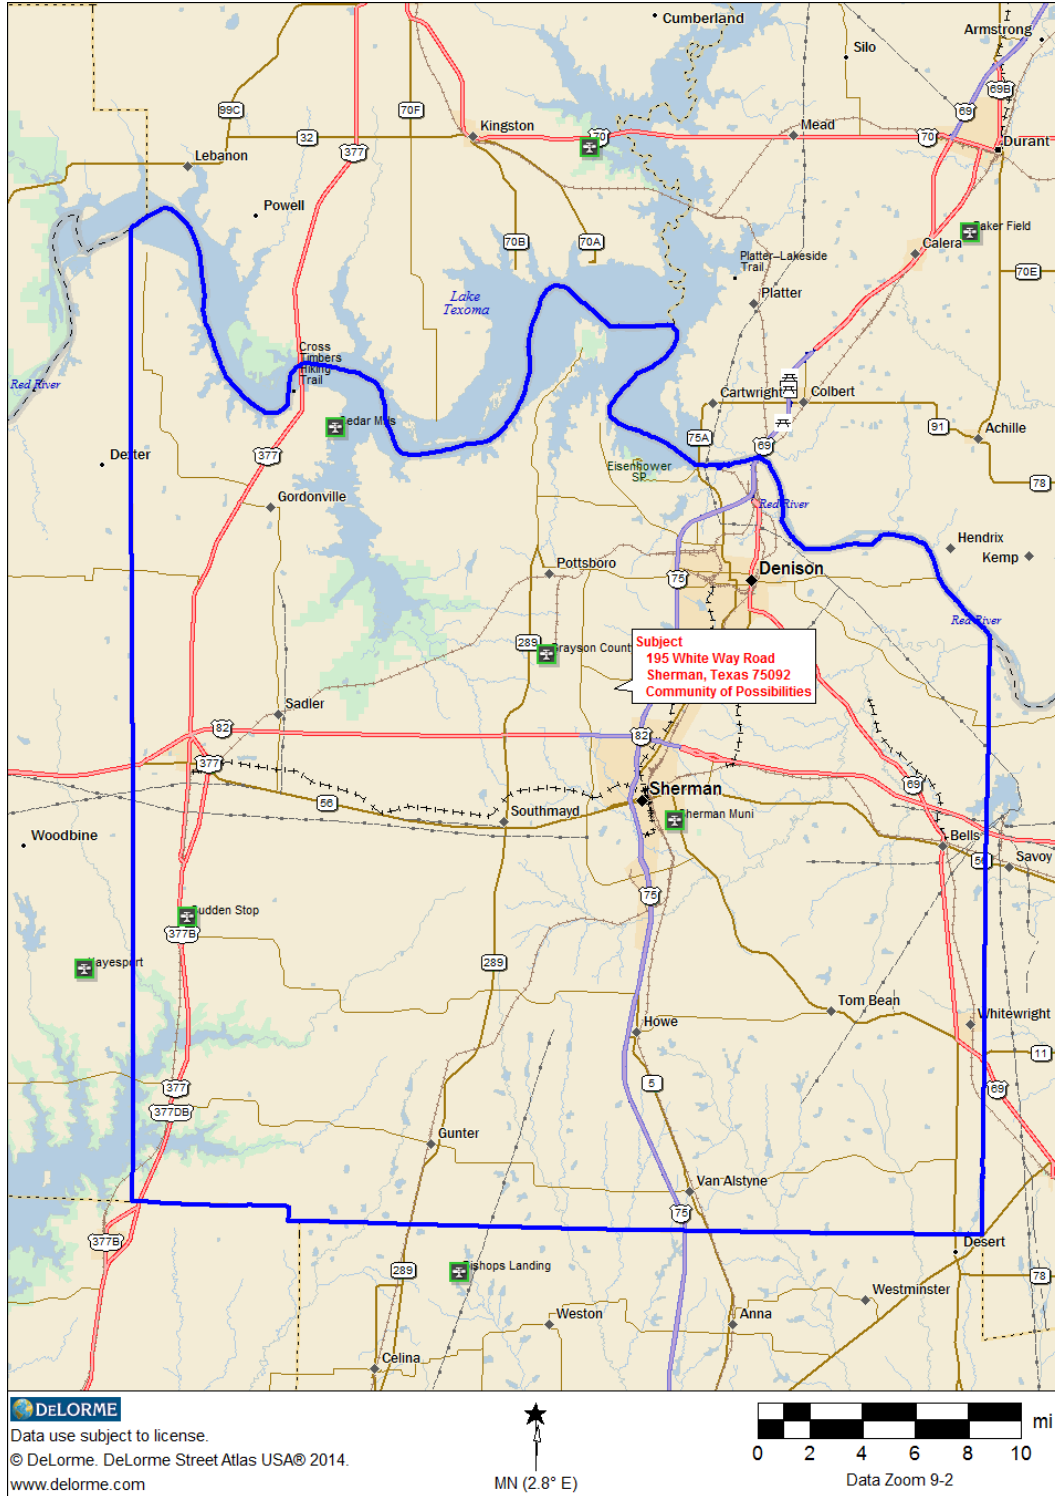 Cumberland
Armstrong
Silo
69B
99C
70F
69
Kingston
70
Mead
70
32
Durant
377
Lebanon
Powell
Baker Field
70B
70A
Calera
Platter-Lakeside
Trail
70E
Lake
Texoma
Platter
Cross
Timbers
Hiking
Trail
Red River
Cartwright
Colbert
Cedar Mills
91
Achille
75A
69
377
Dexter
Eisenhower
SP
78
Gordonville
Red River
Hendrix
Kemp
Pottsboro
Denison
75
Red River
289
Grayson Count
Subject
195 White Way Road
Sherman, Texas 75092
Community of Possibilities
Sadler
82
82
377
69
Sherman
56
Southmayd
Sherman Muni
Woodbine
Bells
56
Savoy
75
Sudden Stop
377B
289
Hayesport
Tom Bean
Whitewright
Howe
11
5
377
69
377DB
Gunter
Van Alstyne
75
377B
Desert
289
Bishops Landing
78
Westminster
Weston
Anna
Celina
DELORME
Data use subject to license.
© DeLorme. DeLorme Street Atlas USA® 2014.
www.delorme.com
MN (2.8° E)
mi
0 2 4 6 8 10
Data Zoom 9-2